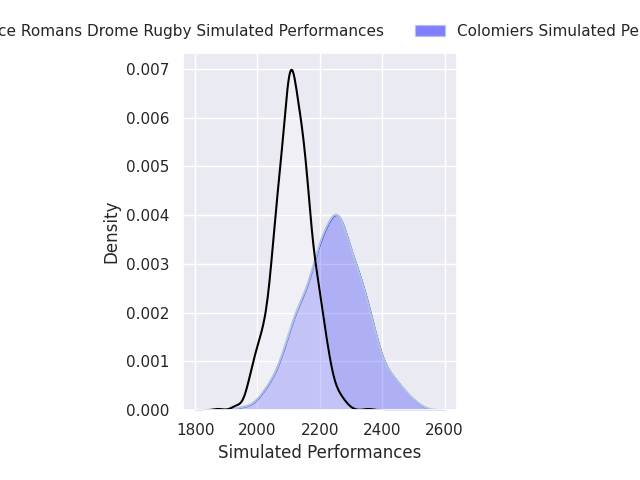 ce Romans Drome Rugby Simulated Performances
Colomiers Simulated Pe
0.007
0.006
0.005
0.004
0.003
0.002
0.001
0.000
Density
1800 2000 2200 2400 2600
Simulated Performances